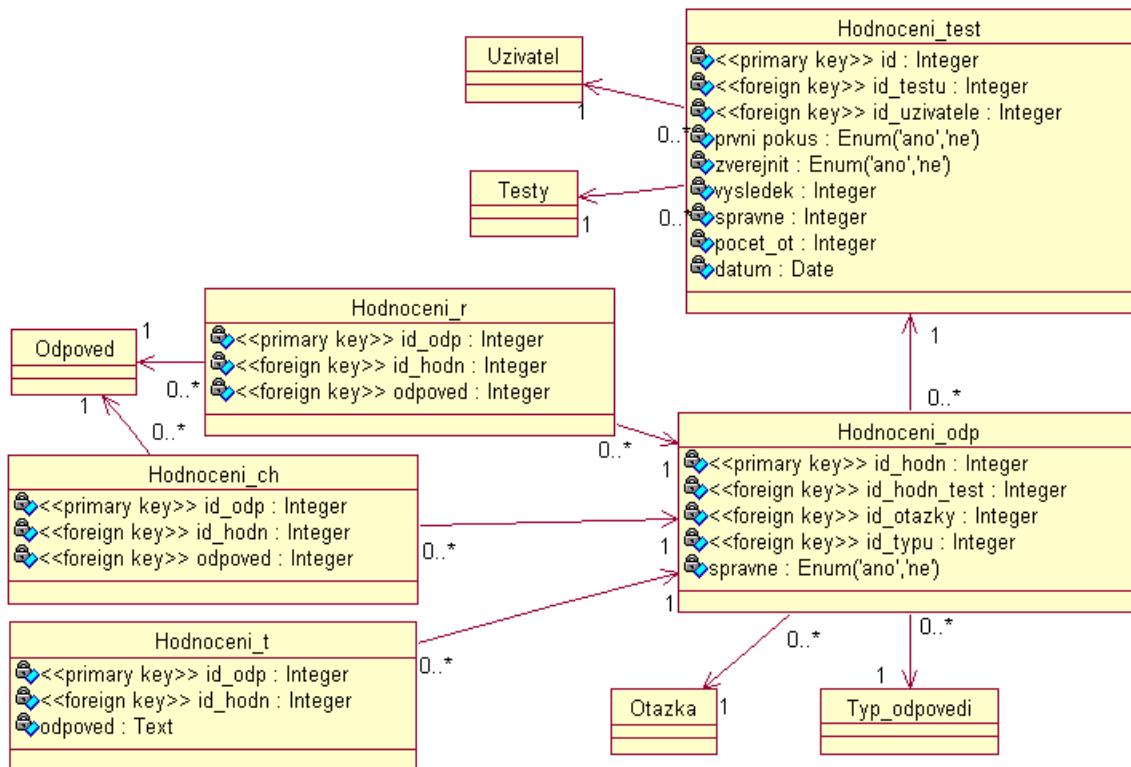 Uzivatel
1
Hodnoceni_test
<<primary key>> id : Integer
<<foreign key>> id_testu : Integer
<<foreign key>> id_uzivatele : Integer
prvni pokus : Enum('ano','ne')
zverejnit : Enum('ano','ne')
vysledek : Integer
spravne : Integer
pocet_ot : Integer
datum : Date
0..*
Testy
1
0..*
Hodnoceni_r
<<primary key>> id_odp : Integer
<<foreign key>> id_hodn : Integer
<<foreign key>> odpoved : Integer
1
Odpoved
1
0..*
0..*
0..*
1
1
0..*
Hodnoceni_odp
<<primary key>> id_hodn : Integer
<<foreign key>> id_hodn_test : Integer
<<foreign key>> id_otazky : Integer
<<foreign key>> id_typu : Integer
spravne : Enum('ano','ne')
Hodnoceni_ch
<<primary key>> id_odp : Integer
<<foreign key>> id_hodn : Integer
<<foreign key>> odpoved : Integer
0..*
1
1
Hodnoceni_t
<<primary key>> id_odp : Integer
<<foreign key>> id_hodn : Integer
odpoved : Text
0..*
0..*
0..*
1
1
Otazka
Typ_odpovedi